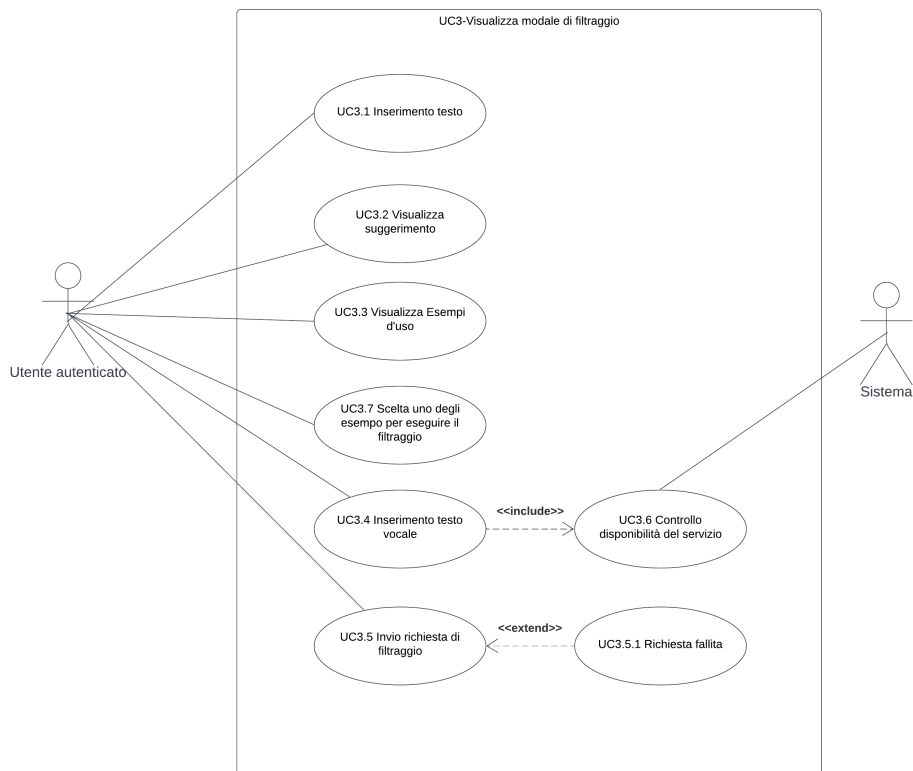 UC3-Visualizza modale di filtraggio
UC3.1 Inserimento testo
UC3.2 Visualizza
suggerimento
UC3.3 Visualizza Esempi
d'uso
Utente autenticato
Sistema
UC3.7 Scelta uno degli
esempo per eseguire il
filtraggio
UC3.4 Inserimento testo
vocale
<<include>>
UC3.6 Controllo
disponibilità del servizio
UC3.5 Invio richiesta di
filtraggio
<<extend>>
UC3.5.1 Richiesta fallita